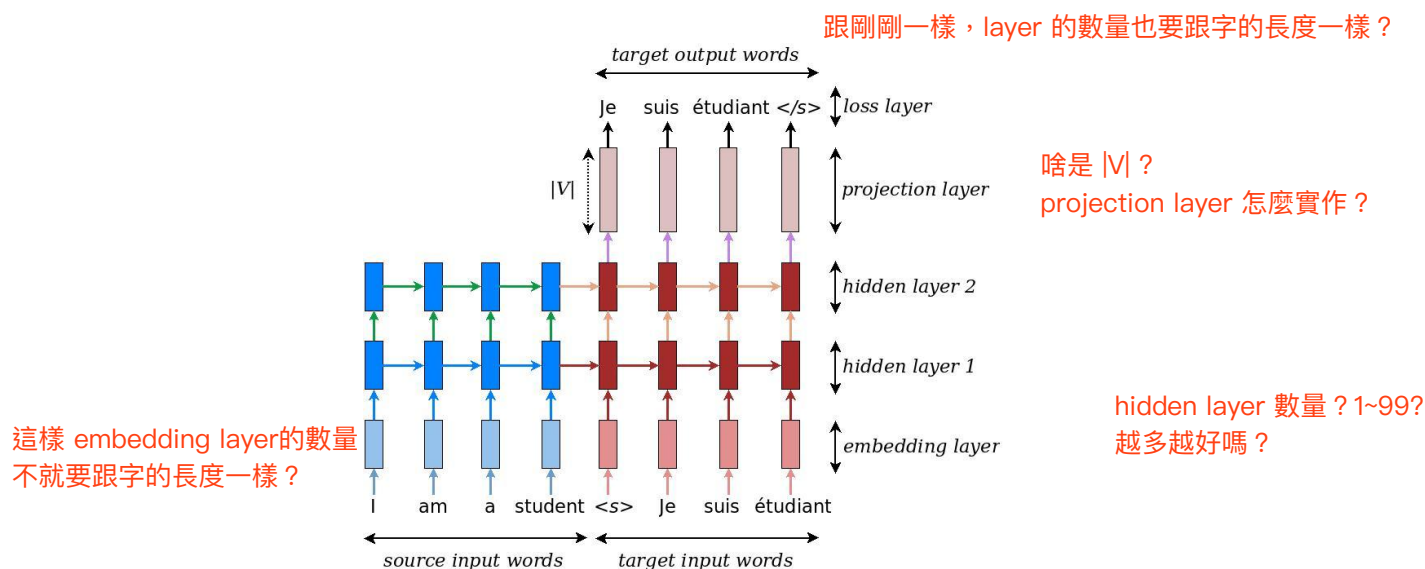 跟剛剛一樣，layer 的數量也要跟字的長度一樣？
target output words
Je suis étudiant </s>
loss layer
|V|
projection layer
啥是 |V|？
projection layer 怎麼實作？
hidden layer 2
hidden layer 1
hidden layer 數量？1~99?
越多越好嗎？
這樣 embedding layer的數量
不就要跟字的長度一樣？
embedding layer
I am a student <s> Je suis étudiant
source input words
target input words